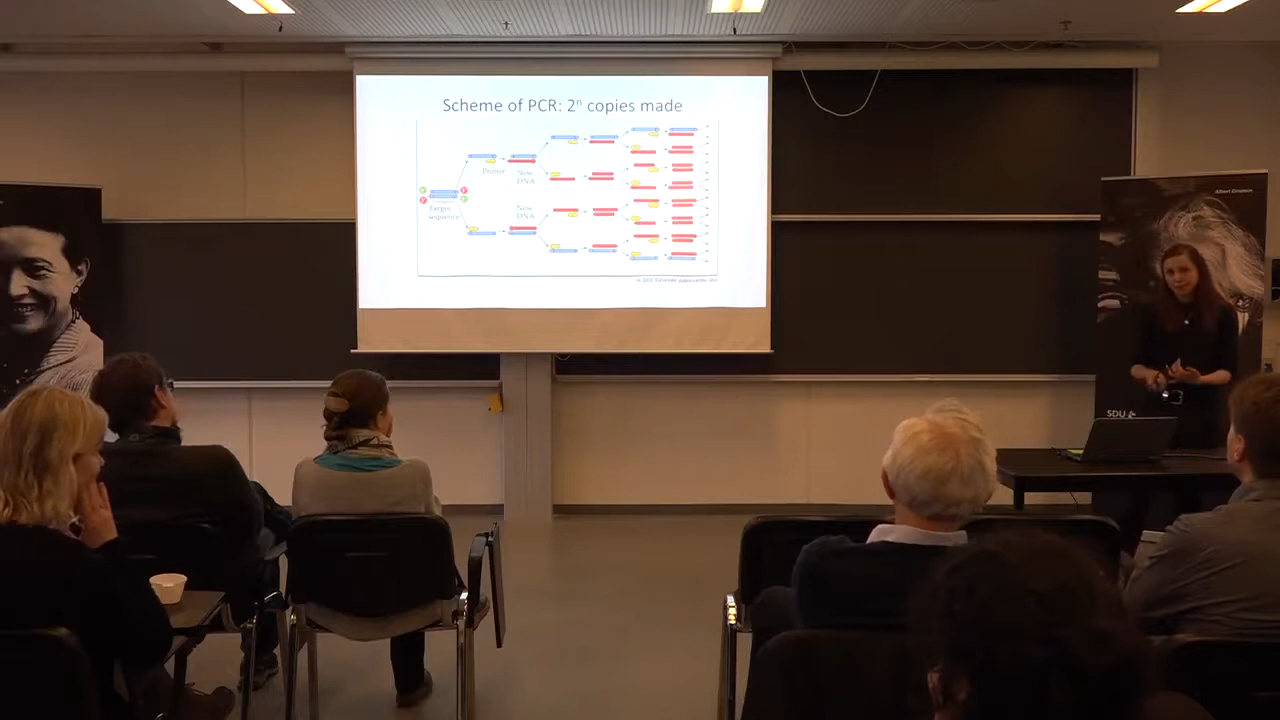 Scheme of PCR: 2ⁿ copies made
Primer
New
DNA
Target
sequence
New
DNA
Albert Einstein
SDU